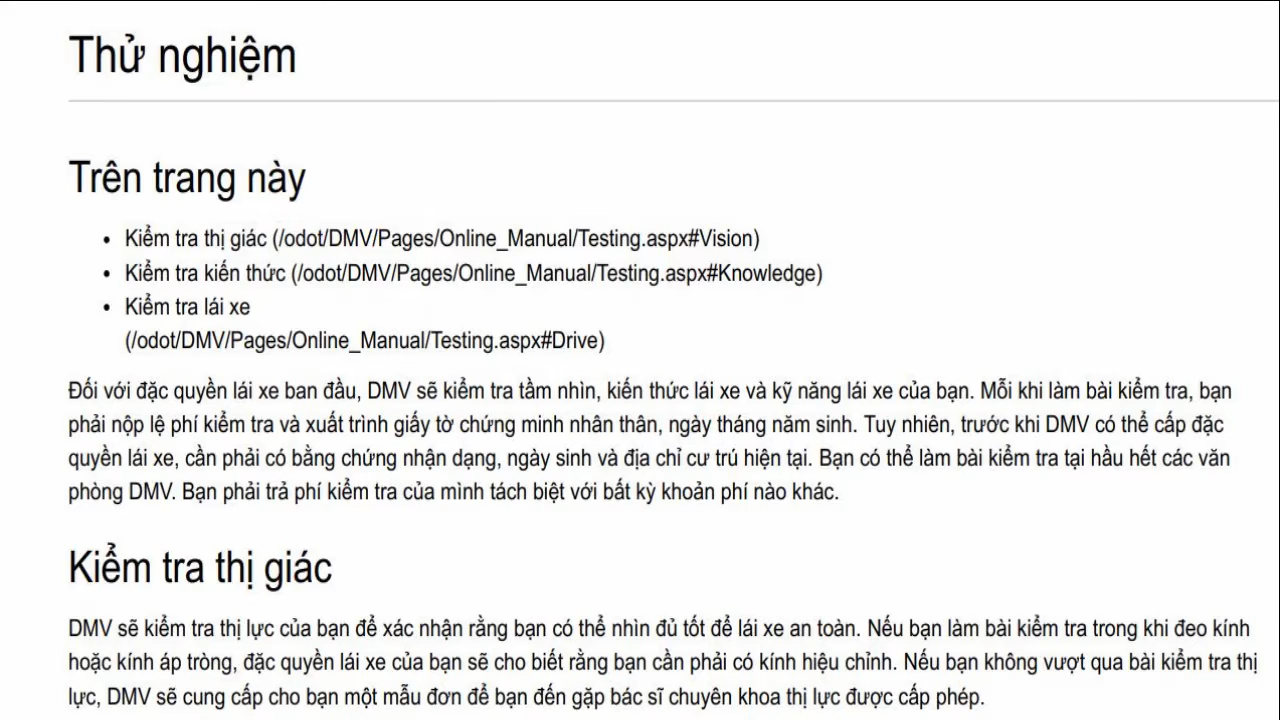 Thử nghiệm
Trên trang này
• Kiểm tra thị giác (/odot/DMV/Pages/Online_Manual/Testing.aspx#Vision)
• Kiểm tra kiến thức (/odot/DMV/Pages/Online_Manual/Testing.aspx#Knowledge)
• Kiểm tra lái xe
(/odot/DMV/Pages/Online_Manual/Testing.aspx#Drive)
Đối với đặc quyền lái xe ban đầu, DMV sẽ kiểm tra tầm nhìn, kiến thức lái xe và kỹ năng lái xe của bạn. Mỗi khi làm bài kiểm tra, bạn
phải nộp lệ phí kiểm tra và xuất trình giấy tờ chứng minh nhân thân, ngày tháng năm sinh. Tuy nhiên, trước khi DMV có thể cấp đặc
quyền lái xe, cần phải có bằng chứng nhận dạng, ngày sinh và địa chỉ cư trú hiện tại. Bạn có thể làm bài kiểm tra tại hầu hết các văn
phòng DMV. Bạn phải trả phí kiểm tra của mình tách biệt với bất kỳ khoản phí nào khác.
Kiểm tra thị giác
DMV sẽ kiểm tra thị lực của bạn để xác nhận rằng bạn có thể nhìn đủ tốt để lái xe an toàn. Nếu bạn làm bài kiểm tra trong khi đeo kính
hoặc kính áp tròng, đặc quyền lái xe của bạn sẽ cho biết rằng bạn cần phải có kính hiệu chỉnh. Nếu bạn không vượt qua bài kiểm tra thị
lực, DMV sẽ cung cấp cho bạn một mẫu đơn để bạn đến gặp bác sĩ chuyên khoa thị lực được cấp phép.